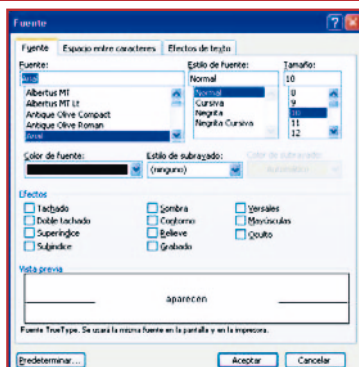 Fuente
Fuente Espacio entre caracteres Efectos de texto
Fuente: Estilo de fuente: Tamaño:
Arial Normal 10
Albertus MT Normal 8
Albertus MT Lt Cursiva 9
Antique Olive Compact Negrita 10
Antique Olive Roman Negrita Cursiva 11
Arial 12
Color de fuente: Estilo de subrayado: Color de subrayado:
(ninguno) Automático
Efectos
Tachado Sombra Versales
Doble tachado Contorno Mayúsculas
Superíndice Relieve Oculto
Subíndice Grabado
Vista previa
aparecen
Fuente TrueType. Se usará la misma fuente en la pantalla y en la impresora.
Predeterminar... Aceptar Cancelar